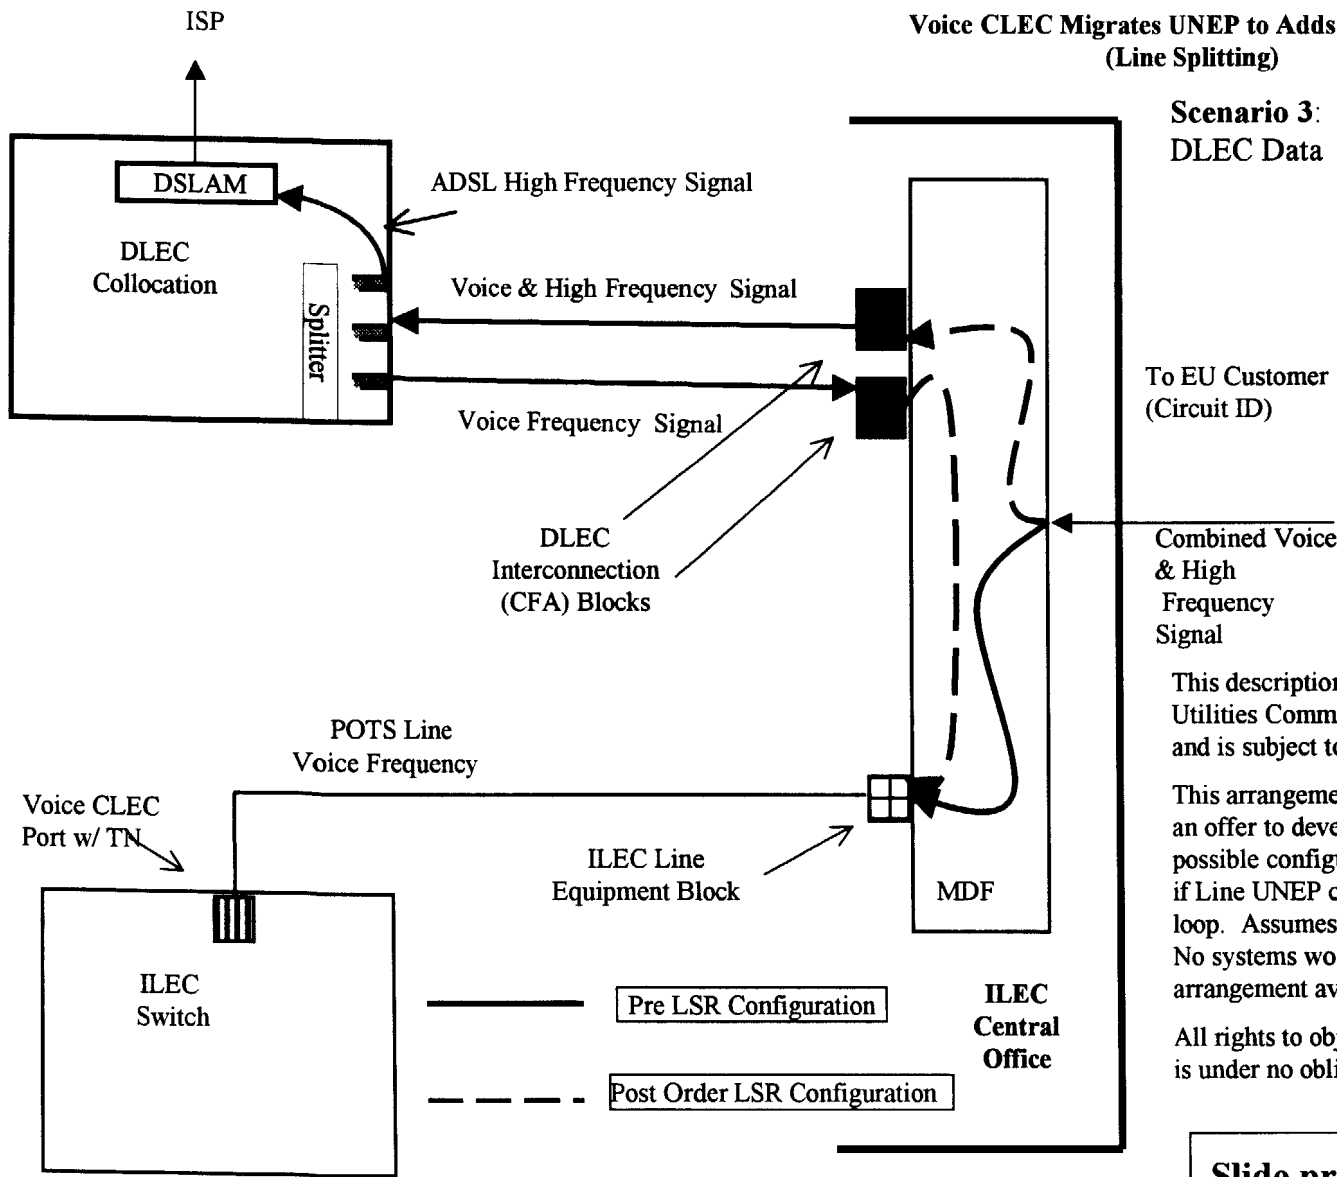 ISP
Voice CLEC Migrates UNEP to Adds
(Line Splitting)
Scenario 3:
DLEC Data
DSLAM
ADSL High Frequency Signal
DLEC
Collocation
Splitter
Voice & High Frequency Signal
Voice Frequency Signal
To EU Customer
(Circuit ID)
DLEC
Interconnection
(CFA) Blocks
Combined Voice
& High
Frequency
Signal
This description
Utilities Comm
and is subject to
POTS Line
Voice Frequency
This arrangeme
an offer to deve
possible configu
if Line UNEP c
loop. Assumes
No systems wo
arrangement av
Voice CLEC
Port w/ TN
ILEC Line
Equipment Block
MDF
ILEC
Switch
Pre LSR Configuration
Post Order LSR Configuration
ILEC
Central
Office
All rights to obj
is under no obli
Slide pr